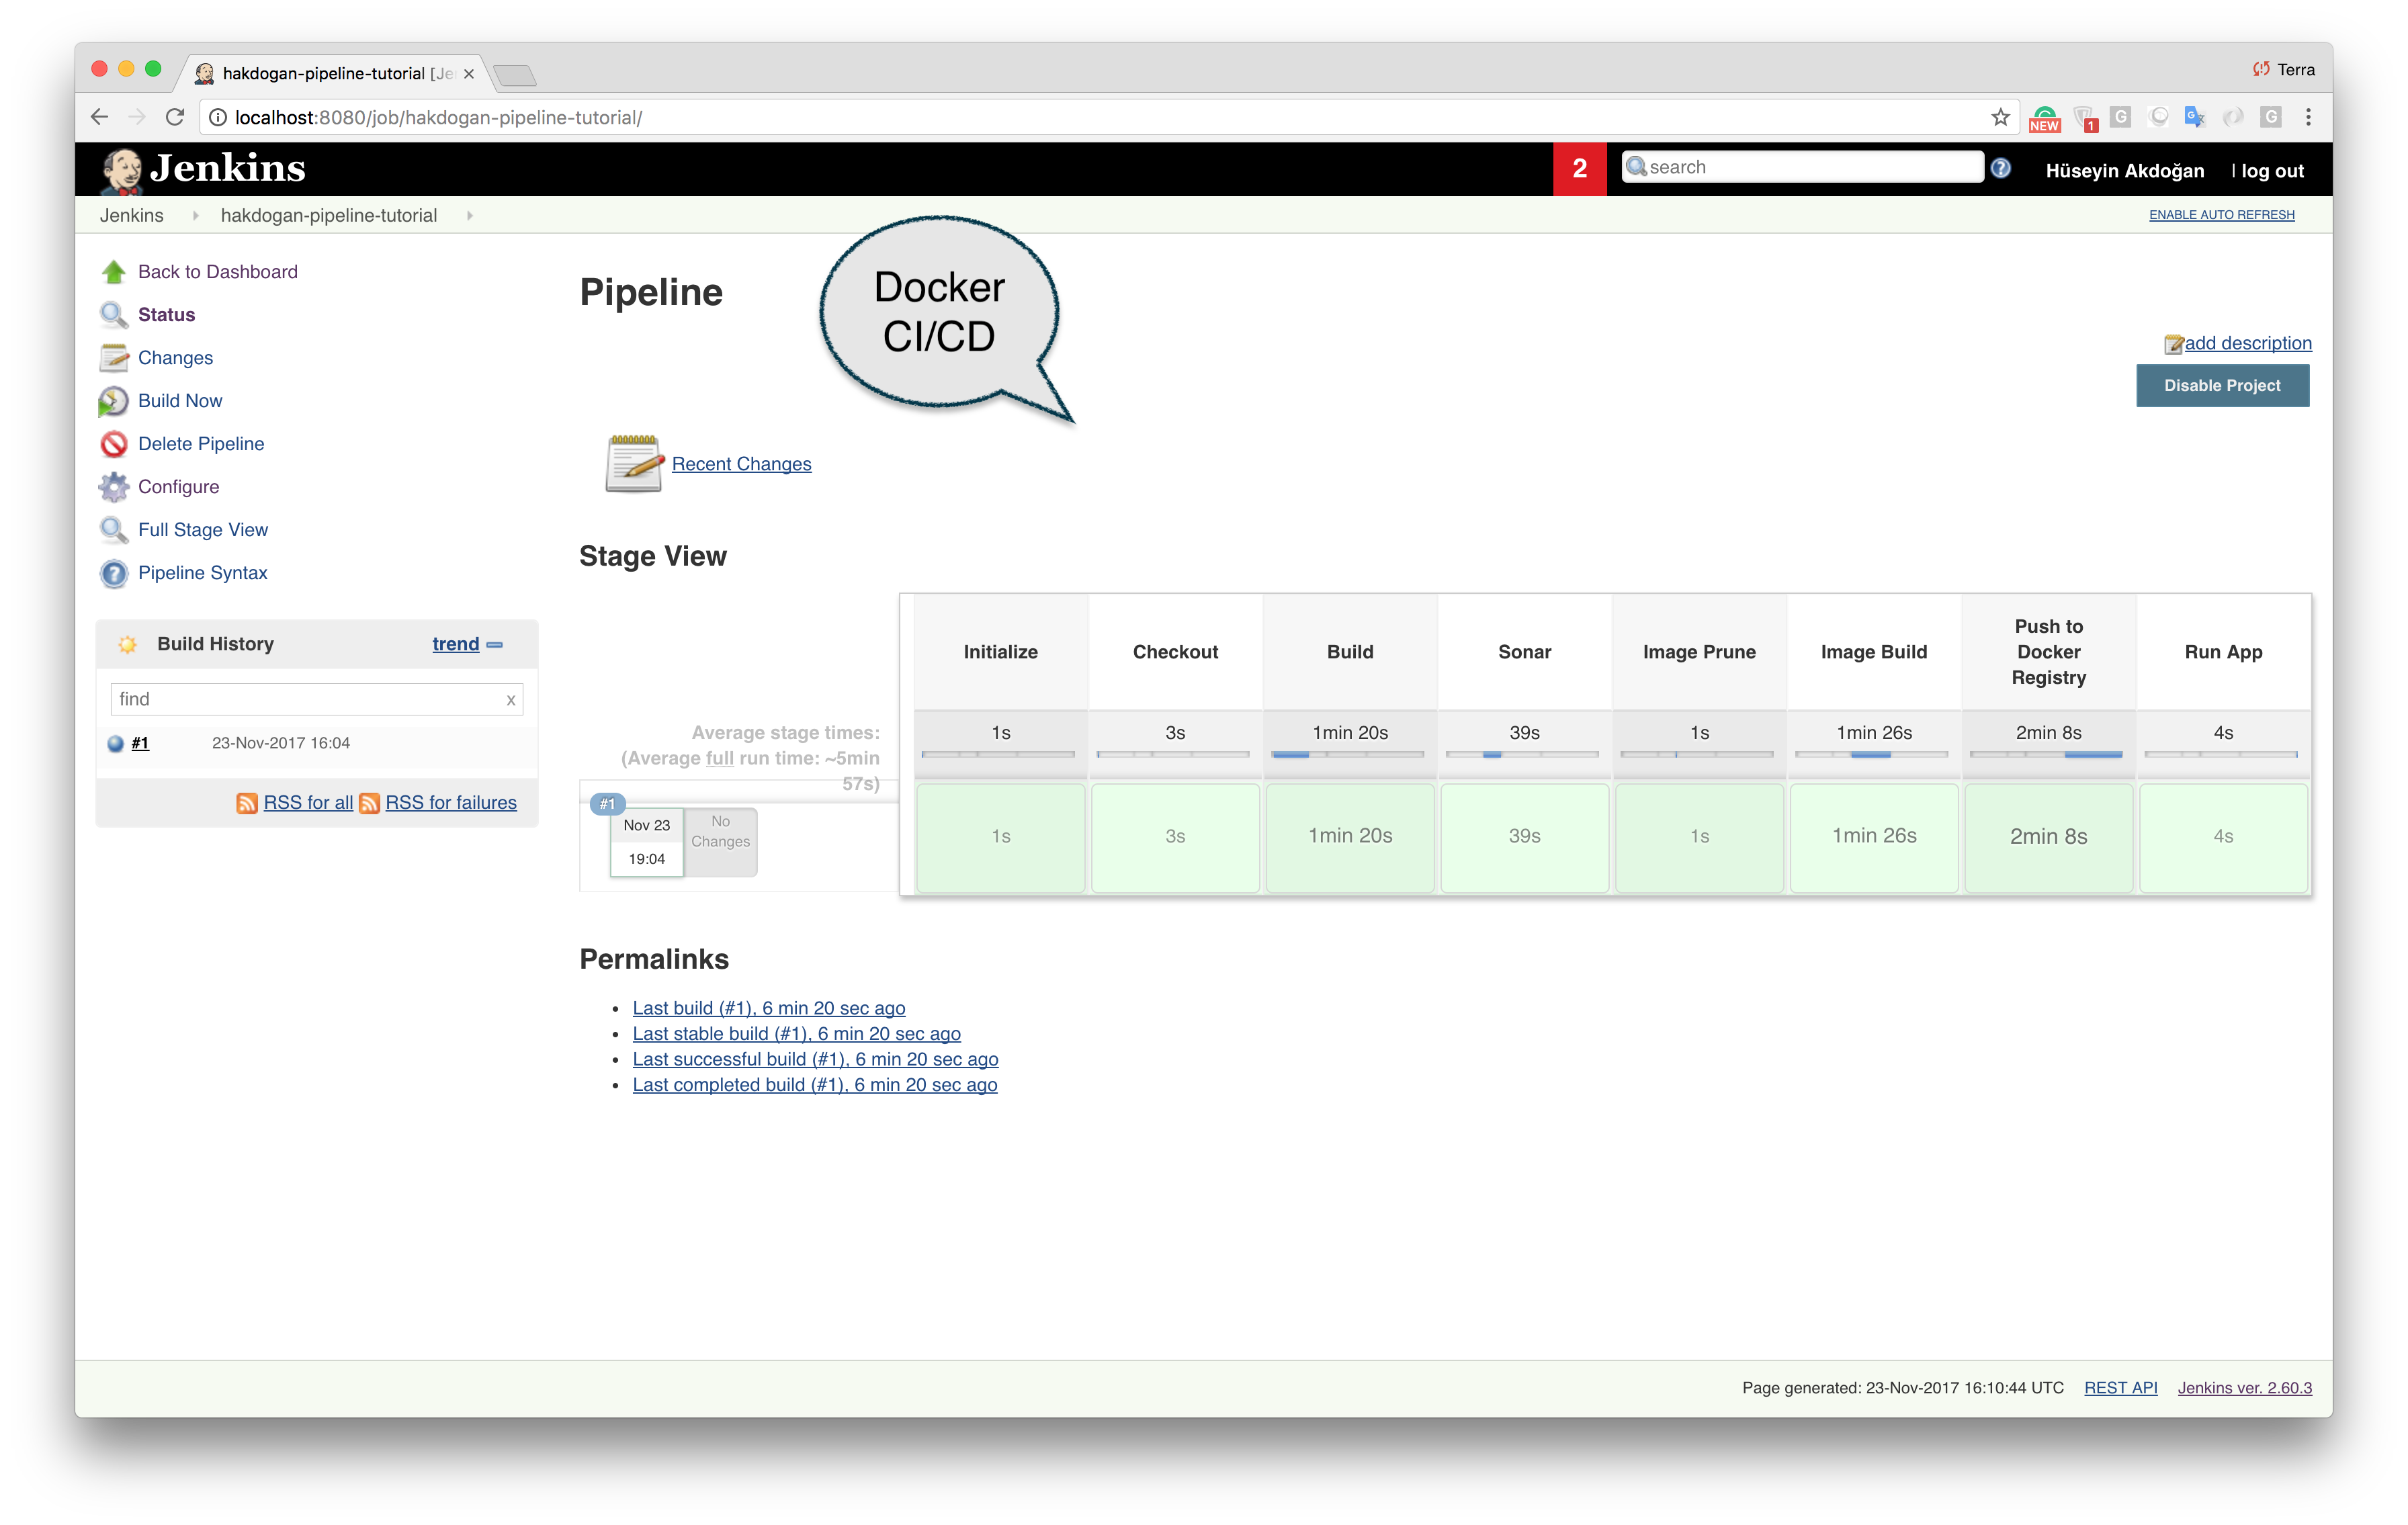 hakdogan-pipeline-tutorial [Je
Terra
localhost:8080/job/hakdogan-pipeline-tutorial/
NEW
1
G
G
G
Jenkins
2
search
?
Hüseyin Akdoğan
| log out
Jenkins
hakdogan-pipeline-tutorial
ENABLE AUTO REFRESH
Back to Dashboard
Status
Changes
Build Now
Delete Pipeline
Configure
Full Stage View
Pipeline Syntax
Build History
trend
find
x
#1
23-Nov-2017 16:04
RSS for all
RSS for failures
Pipeline
Docker
CI/CD
add description
Disable Project
Recent Changes
Stage View
Initialize
Checkout
Build
Sonar
Image Prune
Image Build
Push to
Docker
Registry
Run App
Average stage times:
(Average full run time: ~5min
57s)
1s
3s
1min 20s
39s
1s
1min 26s
2min 8s
4s
#1
Nov 23
19:04
No
Changes
1s
3s
1min 20s
39s
1s
1min 26s
2min 8s
4s
Permalinks
Last build (#1), 6 min 20 sec ago
Last stable build (#1), 6 min 20 sec ago
Last successful build (#1), 6 min 20 sec ago
Last completed build (#1), 6 min 20 sec ago
Page generated: 23-Nov-2017 16:10:44 UTC
REST API
Jenkins ver. 2.60.3